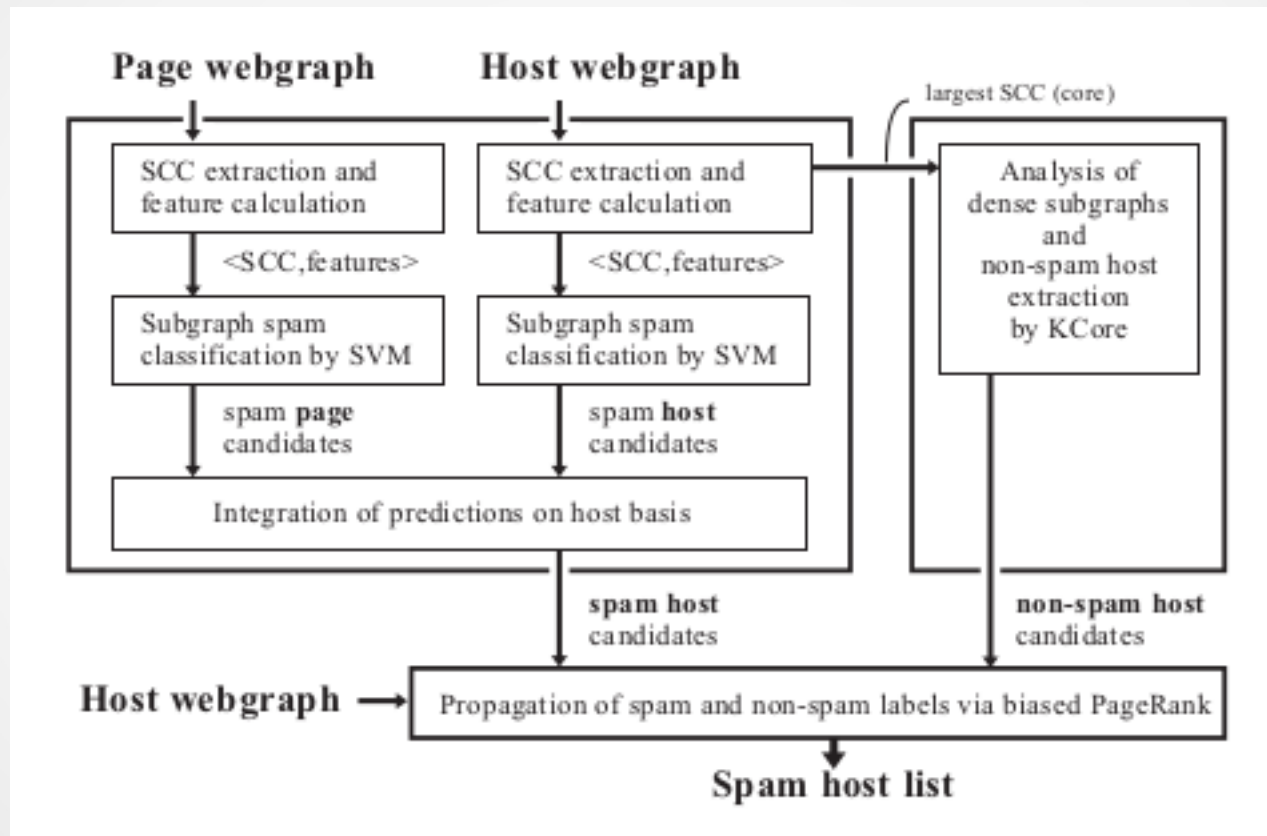 Page webgraph
Host webgraph
largest SCC (core)
SCC extraction and
feature calculation
SCC extraction and
feature calculation
Analysis of
dense subgraphs
and
non-spam host
extraction
by KCore
<SCC,features>
<SCC,features>
Subgraph spam
classification by SVM
Subgraph spam
classification by SVM
spam page
candidates
spam host
candidates
Integration of predictions on host basis
spam host
candidates
non-spam host
candidates
Host webgraph
Propagation of spam and non-spam labels via biased PageRank
Spam host list